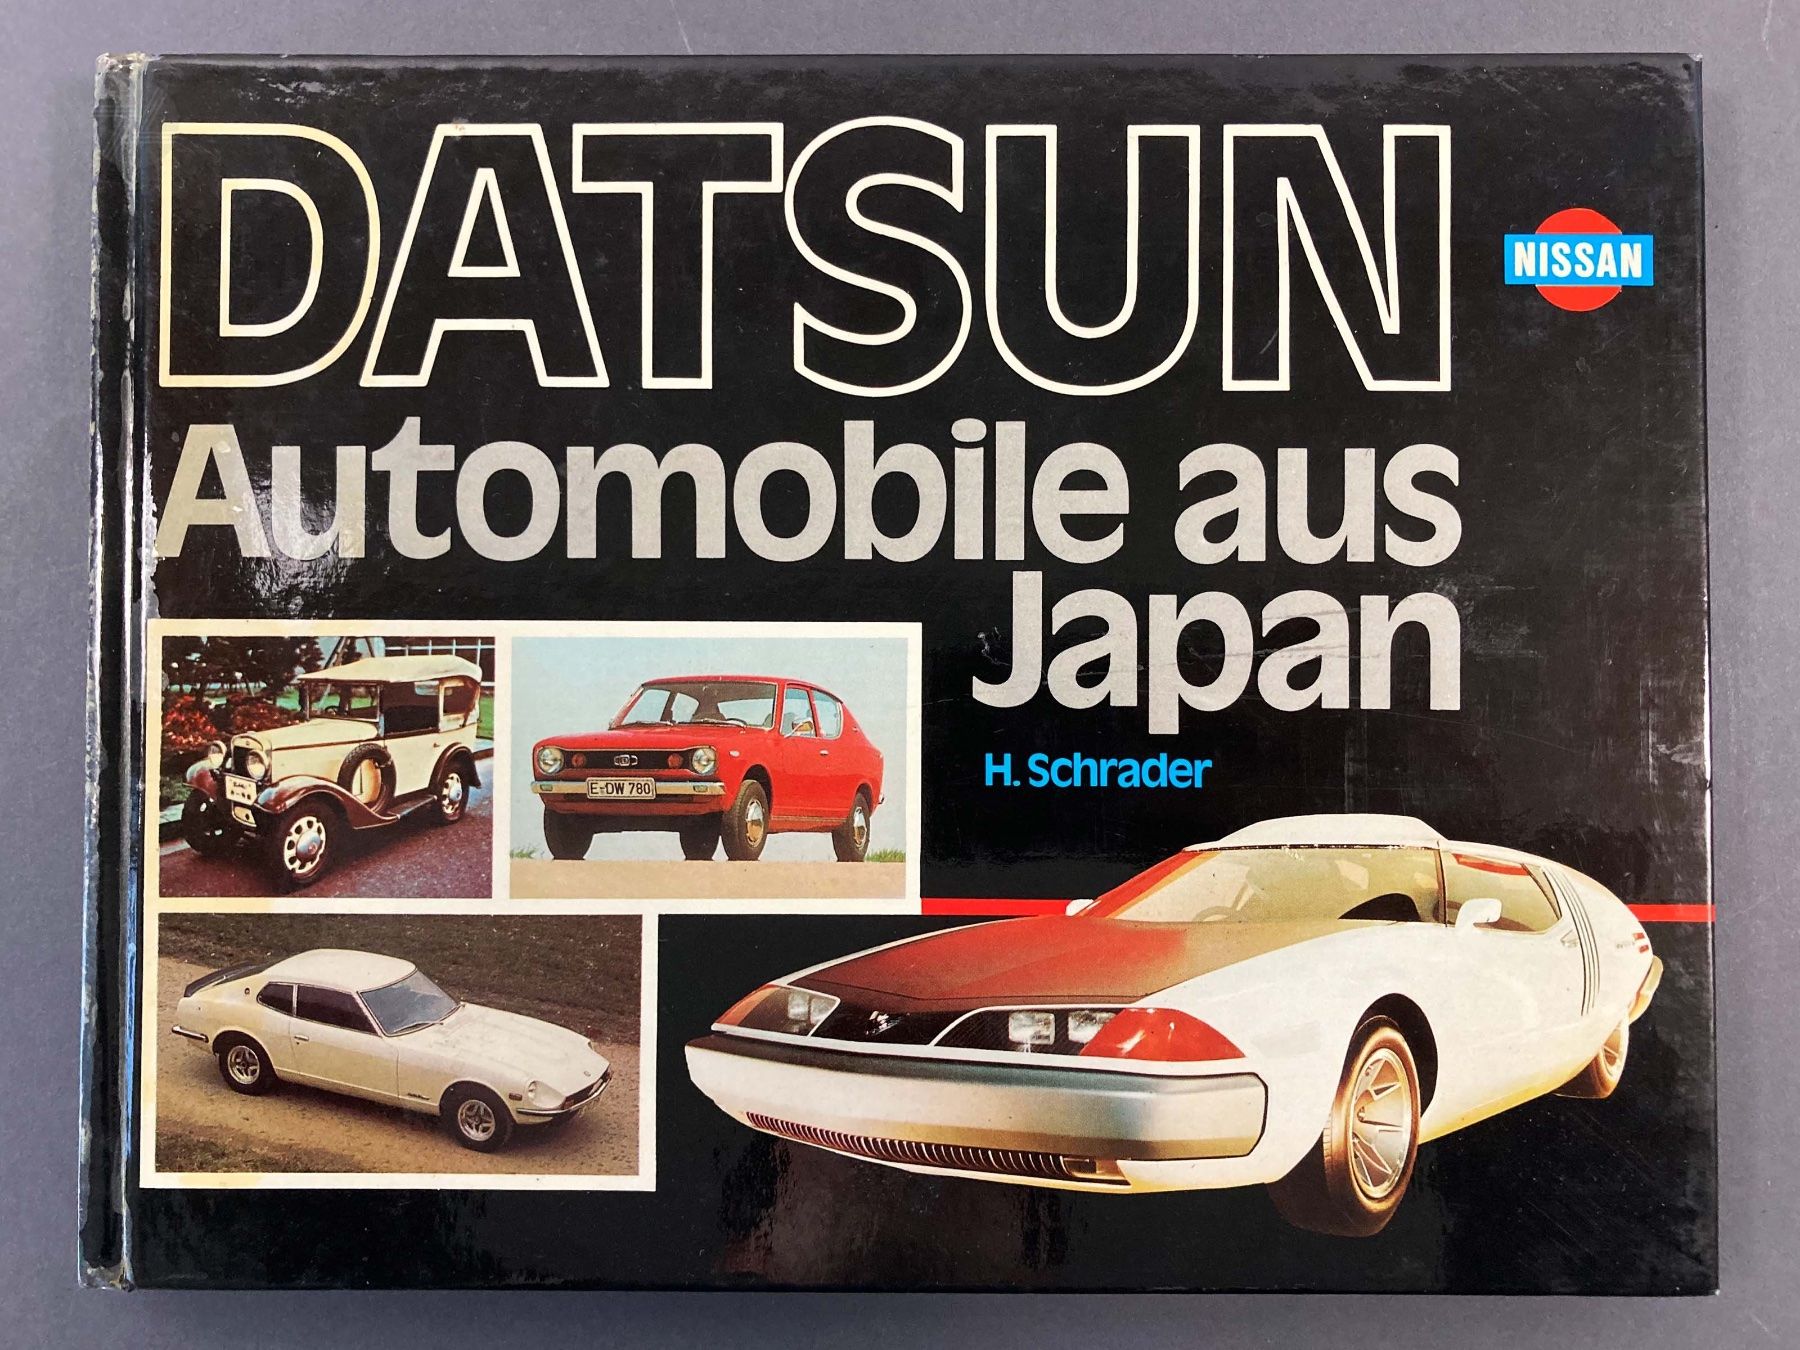 DATSUN
NISSAN
Automobile aus
Japan
H. Schrader
E-DW 780